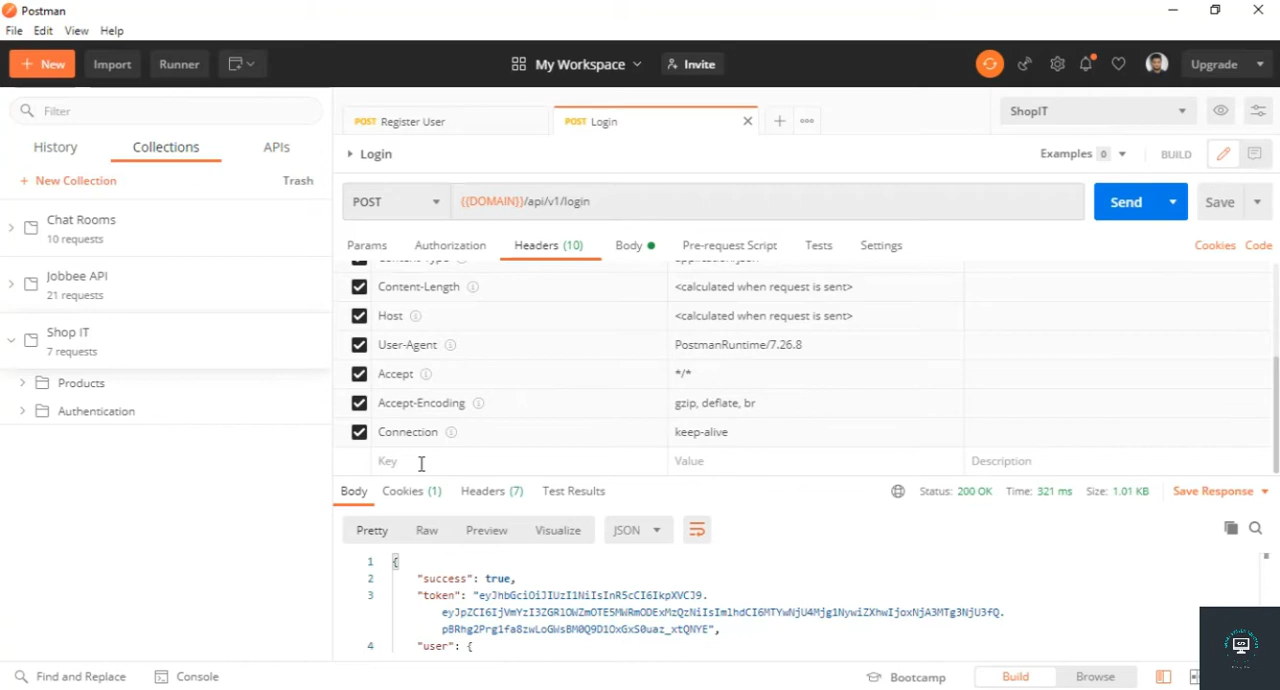 Postman
File Edit View Help
+ New Import Runner My Workspace Invite Upgrade
Filter
History Collections APIs
+ New Collection Trash
Chat Rooms
10 requests
Jobbee API
21 requests
Shop IT
7 requests
Products
Authentication
POST Register User POST Login ShopIT
Login Examples 0 BUILD
POST {{DOMAIN}}/api/v1/login Send Save
Params Authorization Headers (10) Body Pre-request Script Tests Settings Cookies Code
Content-Type application/json
Content-Length <calculated when request is sent>
Host <calculated when request is sent>
User-Agent PostmanRuntime/7.26.8
Accept */*
Accept-Encoding gzip, deflate, br
Connection keep-alive
Key Value Description
Body Cookies (1) Headers (7) Test Results Status: 200 OK Time: 321 ms Size: 1.01 KB Save Response
Pretty Raw Preview Visualize JSON
1 {
2 "success": true,
3 "token": "eyJhbGciOiJIUzI1NiIsInR5cCI6IkpXVCJ9.
4 "user": {
Find and Replace Console Bootcamp Build Browse